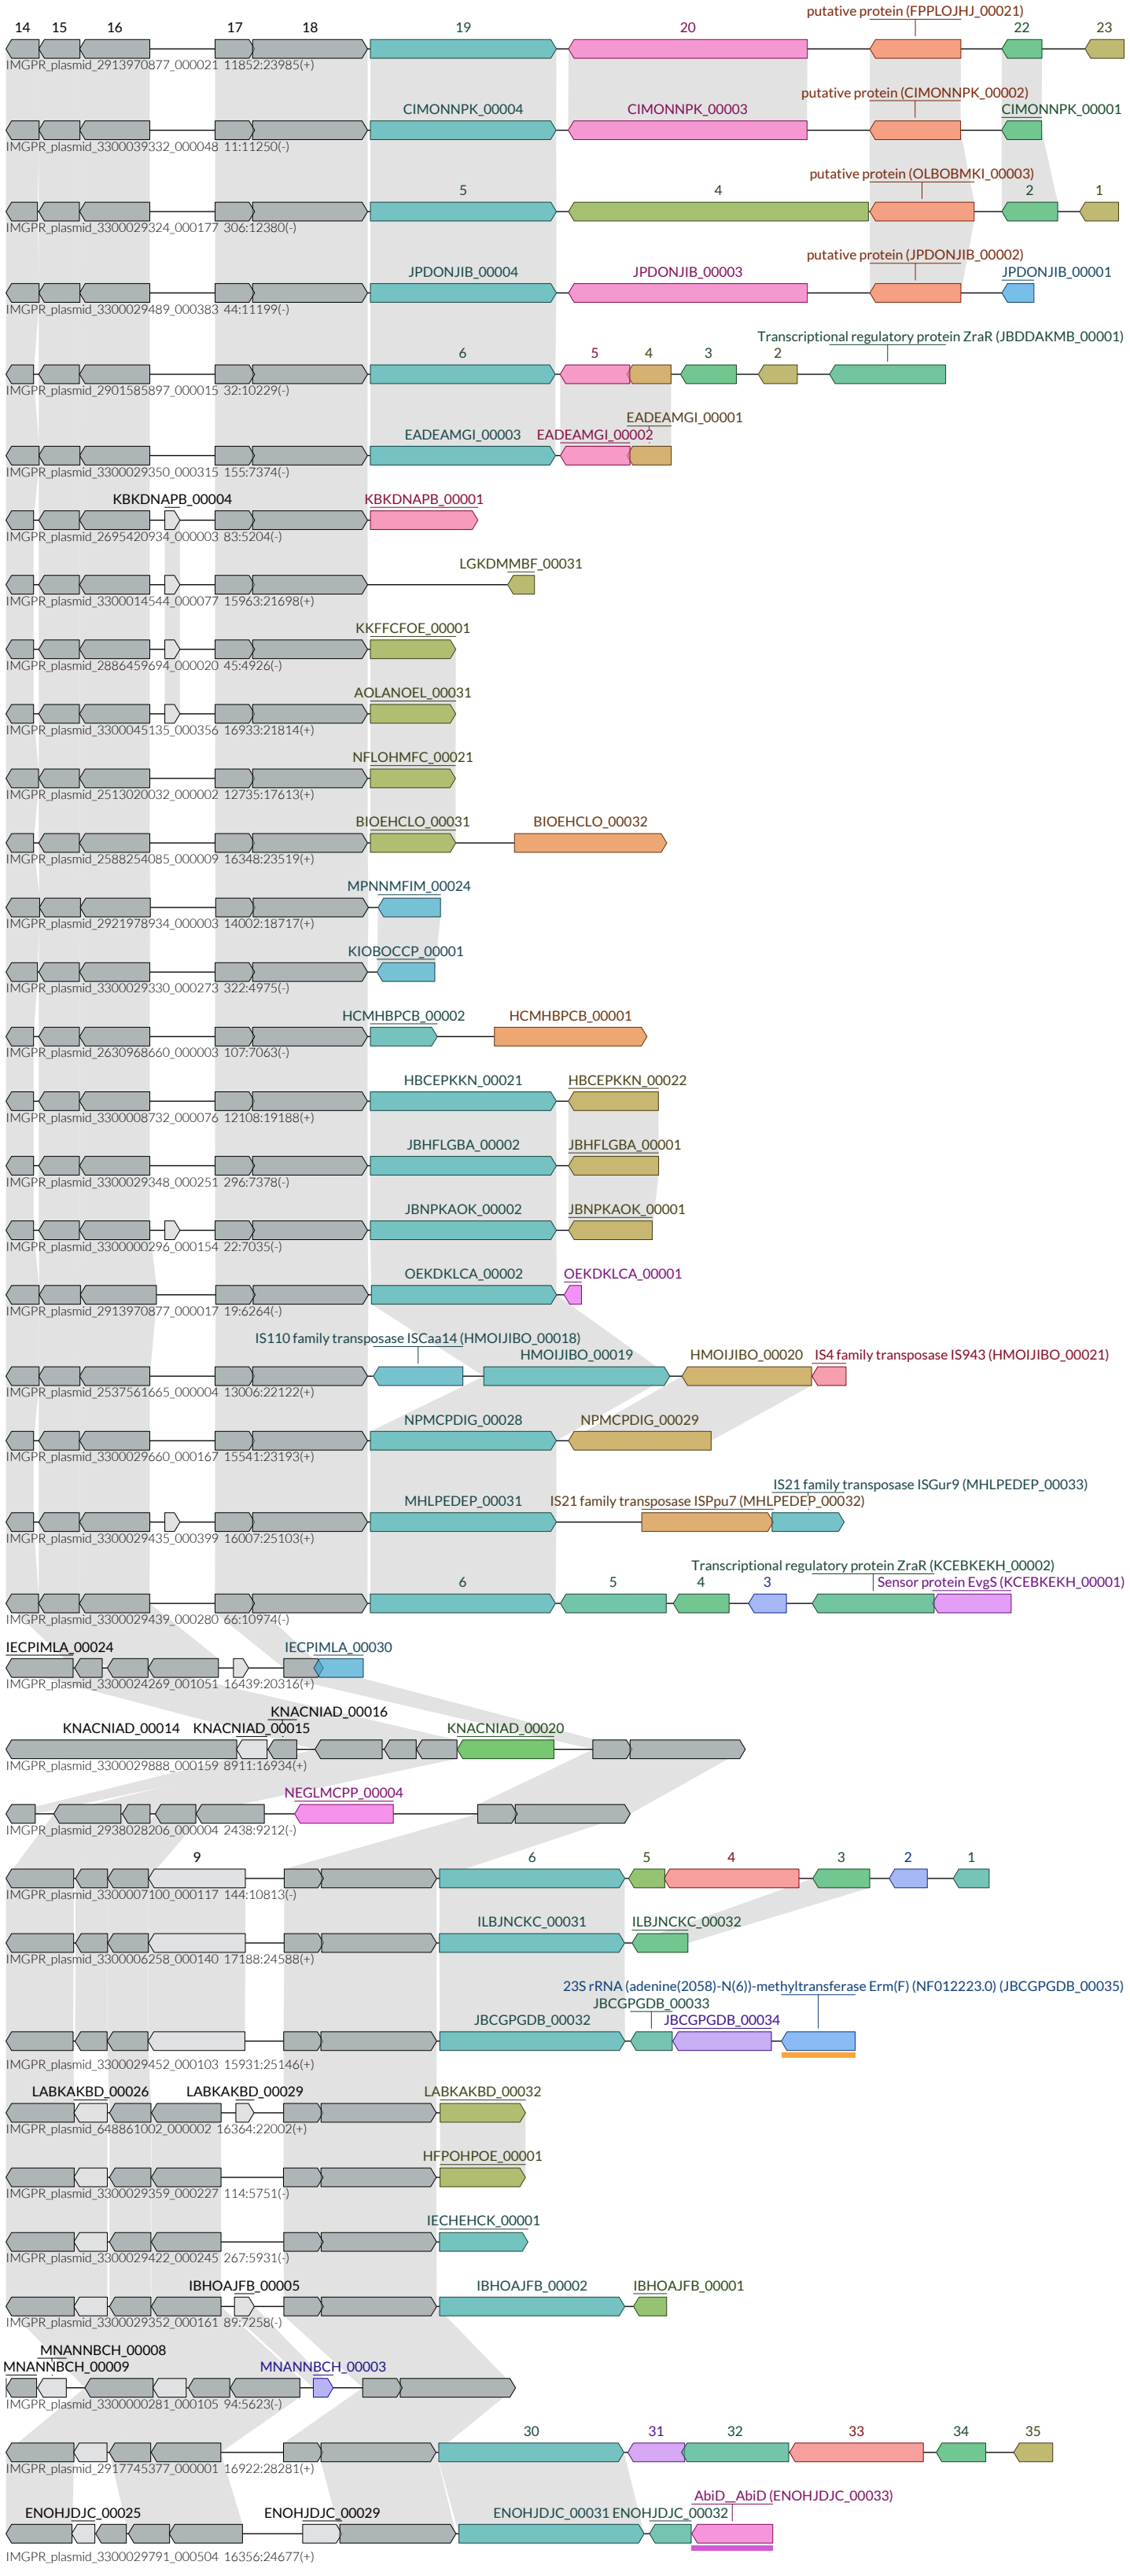 putative protein (FPPLOJHJ_00021)
14 15 16 17 18 19 20 22 23
IMGPR_plasmid_2913970877_000021 11852:23985(+)
putative protein (CIMONNPK_00002)
CIMONNPK_00004 CIMONNPK_00003 CIMONNPK_00001
IMGPR_plasmid_3300039332_000048 11:11250(-)
putative protein (OLBOBMKI_00003)
5 4 2 1
IMGPR_plasmid_3300029324_000177 306:12380(-)
putative protein (JPDONJIB_00002)
JPDONJIB_00004 JPDONJIB_00003 JPDONJIB_00001
IMGPR_plasmid_3300029489_000383 44:11199(-)
Transcriptional regulatory protein ZraR (JBDDAKMB_00001)
6 5 4 3 2
IMGPR_plasmid_2901585897_000015 32:10229(-)
EADEAMGI_00001
EADEAMGI_00003 EADEAMGI_00002
IMGPR_plasmid_3300029350_000315 155:7374(-)
KBKDNAPB_00004 KBKDNAPB_00001
IMGPR_plasmid_2695420934_000003 83:5204(-)
LGKDMMBF_00031
IMGPR_plasmid_3300014544_000077 15963:21698(+)
KKFFCFOE_00001
IMGPR_plasmid_2886459694_000020 45:4926(-)
AOLANOEL_00031
IMGPR_plasmid_3300045135_000356 16933:21814(+)
NFLOHMFC_00021
IMGPR_plasmid_2513020032_000002 12735:17613(+)
BIOEHCLO_00031 BIOEHCLO_00032
IMGPR_plasmid_2588254085_000009 16348:23519(+)
MPNNMFIM_00024
IMGPR_plasmid_2921978934_000003 14002:18717(+)
KIOBOCCP_00001
IMGPR_plasmid_3300029330_000273 322:4975(-)
HCMHBPCB_00002 HCMHBPCB_00001
IMGPR_plasmid_2630968660_000003 107:7063(-)
HBCEPKKN_00021 HBCEPKKN_00022
IMGPR_plasmid_3300008732_000076 12108:19188(+)
JBHFLGBA_00002 JBHFLGBA_00001
IMGPR_plasmid_3300029348_000251 296:7378(-)
JBNPKAOK_00002 JBNPKAOK_00001
IMGPR_plasmid_3300000296_000154 22:7035(-)
OEKDKLCA_00002 OEKDKLCA_00001
IMGPR_plasmid_2913970877_000017 19:6264(-)
IS110 family transposase ISCaa14 (HMOIJIBO_00018)
HMOIJIBO_00019 HMOIJIBO_00020 IS4 family transposase IS943 (HMOIJIBO_00021)
IMGPR_plasmid_2537561665_000004 13006:22122(+)
NPMCPDIG_00028 NPMCPDIG_00029
IMGPR_plasmid_3300029660_000167 15541:23193(+)
IS21 family transposase ISGur9 (MHLPEDEP_00033)
MHLPEDEP_00031 IS21 family transposase ISPpu7 (MHLPEDEP_00032)
IMGPR_plasmid_3300029435_000399 16007:25103(+)
Transcriptional regulatory protein ZraR (KCEBKEKH_00002)
6 5 4 3 Sensor protein EvgS (KCEBKEKH_00001)
IMGPR_plasmid_3300029439_000280 66:10974(-)
IECPIMLA_00024 IECPIMLA_00030
IMGPR_plasmid_3300024269_001051 16439:20316(+)
KNACNIAD_00016
KNACNIAD_00014 KNACNIAD_00015 KNACNIAD_00020
IMGPR_plasmid_3300029888_000159 8911:16934(+)
NEGLMCPP_00004
IMGPR_plasmid_2938028206_000004 2438:9212(-)
9 6 5 4 3 2 1
IMGPR_plasmid_3300007100_000117 144:10813(-)
ILBJNCKC_00031 ILBJNCKC_00032
IMGPR_plasmid_3300006258_000140 17188:24588(+)
23S rRNA (adenine(2058)-N(6))-methyltransferase Erm(F) (NF012223.0) (JBCGPGDB_00035)
JBCGPGDB_00033
JBCGPGDB_00032 JBCGPGDB_00034
IMGPR_plasmid_3300029452_000103 15931:25146(+)
LABKAKBD_00026 LABKAKBD_00029 LABKAKBD_00032
IMGPR_plasmid_648861002_000002 16364:22002(+)
HFPOHPOE_00001
IMGPR_plasmid_3300029359_000227 114:5751(-)
IECHEHCK_00001
IMGPR_plasmid_3300029422_000245 267:5931(-)
IBHOAJFB_00005 IBHOAJFB_00002 IBHOAJFB_00001
IMGPR_plasmid_3300029352_000161 89:7258(-)
MNANNBCH_00008
MNANNBCH_00009 MNANNBCH_00003
IMGPR_plasmid_3300000281_000105 94:5623(-)
30 31 32 33 34 35
IMGPR_plasmid_2917745377_000001 16922:28281(+)
AbiD__AbiD (ENOHJDJC_00033)
ENOHJDJC_00025 ENOHJDJC_00029 ENOHJDJC_00031 ENOHJDJC_00032
IMGPR_plasmid_3300029791_000504 16356:24677(+)